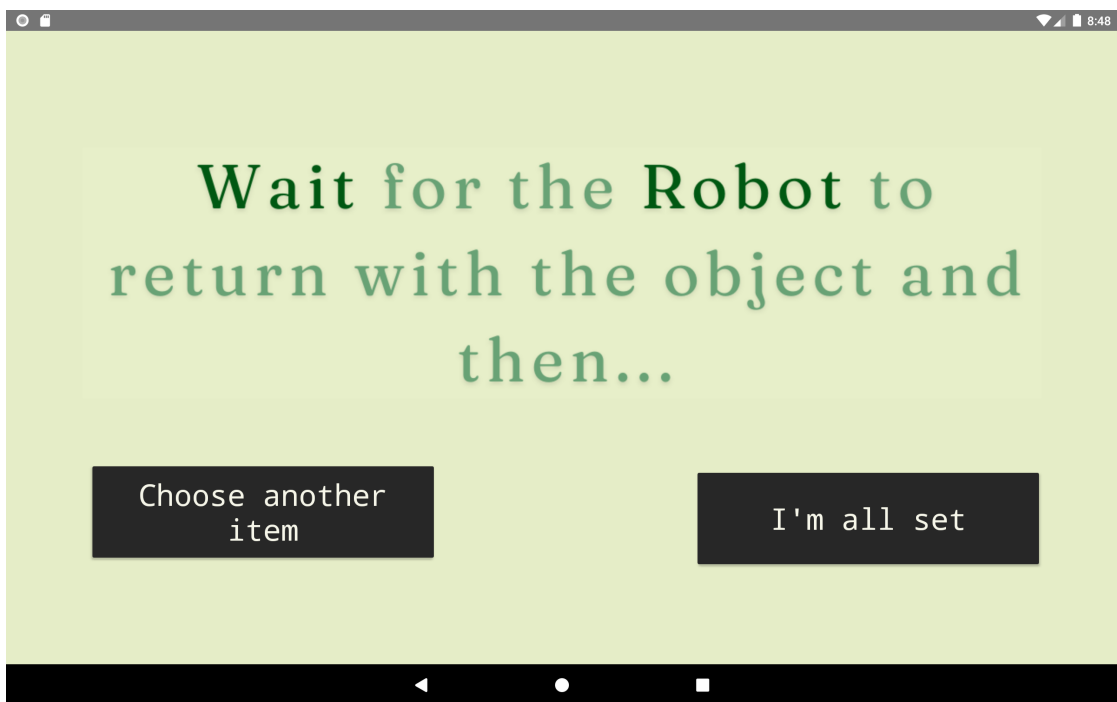 8:48
Wait for the Robot to
return with the object and
then...
Choose another
item
I'm all set